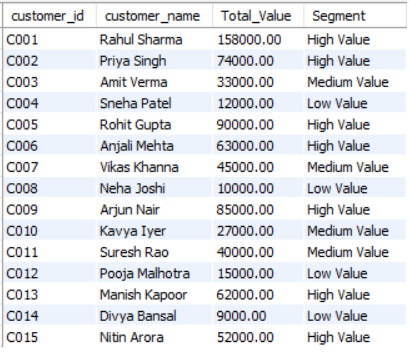 customer_id customer_name Total_Value Segment
C001 Rahul Sharma 158000.00 High Value
C002 Priya Singh 74000.00 High Value
C003 Amit Verma 33000.00 Medium Value
C004 Sneha Patel 12000.00 Low Value
C005 Rohit Gupta 90000.00 High Value
C006 Anjali Mehta 63000.00 High Value
C007 Vikas Khanna 45000.00 Medium Value
C008 Neha Joshi 10000.00 Low Value
C009 Arjun Nair 85000.00 High Value
C010 Kavya Iyer 27000.00 Medium Value
C011 Suresh Rao 40000.00 Medium Value
C012 Pooja Malhotra 15000.00 Low Value
C013 Manish Kapoor 62000.00 High Value
C014 Divya Bansal 9000.00 Low Value
C015 Nitin Arora 52000.00 High Value